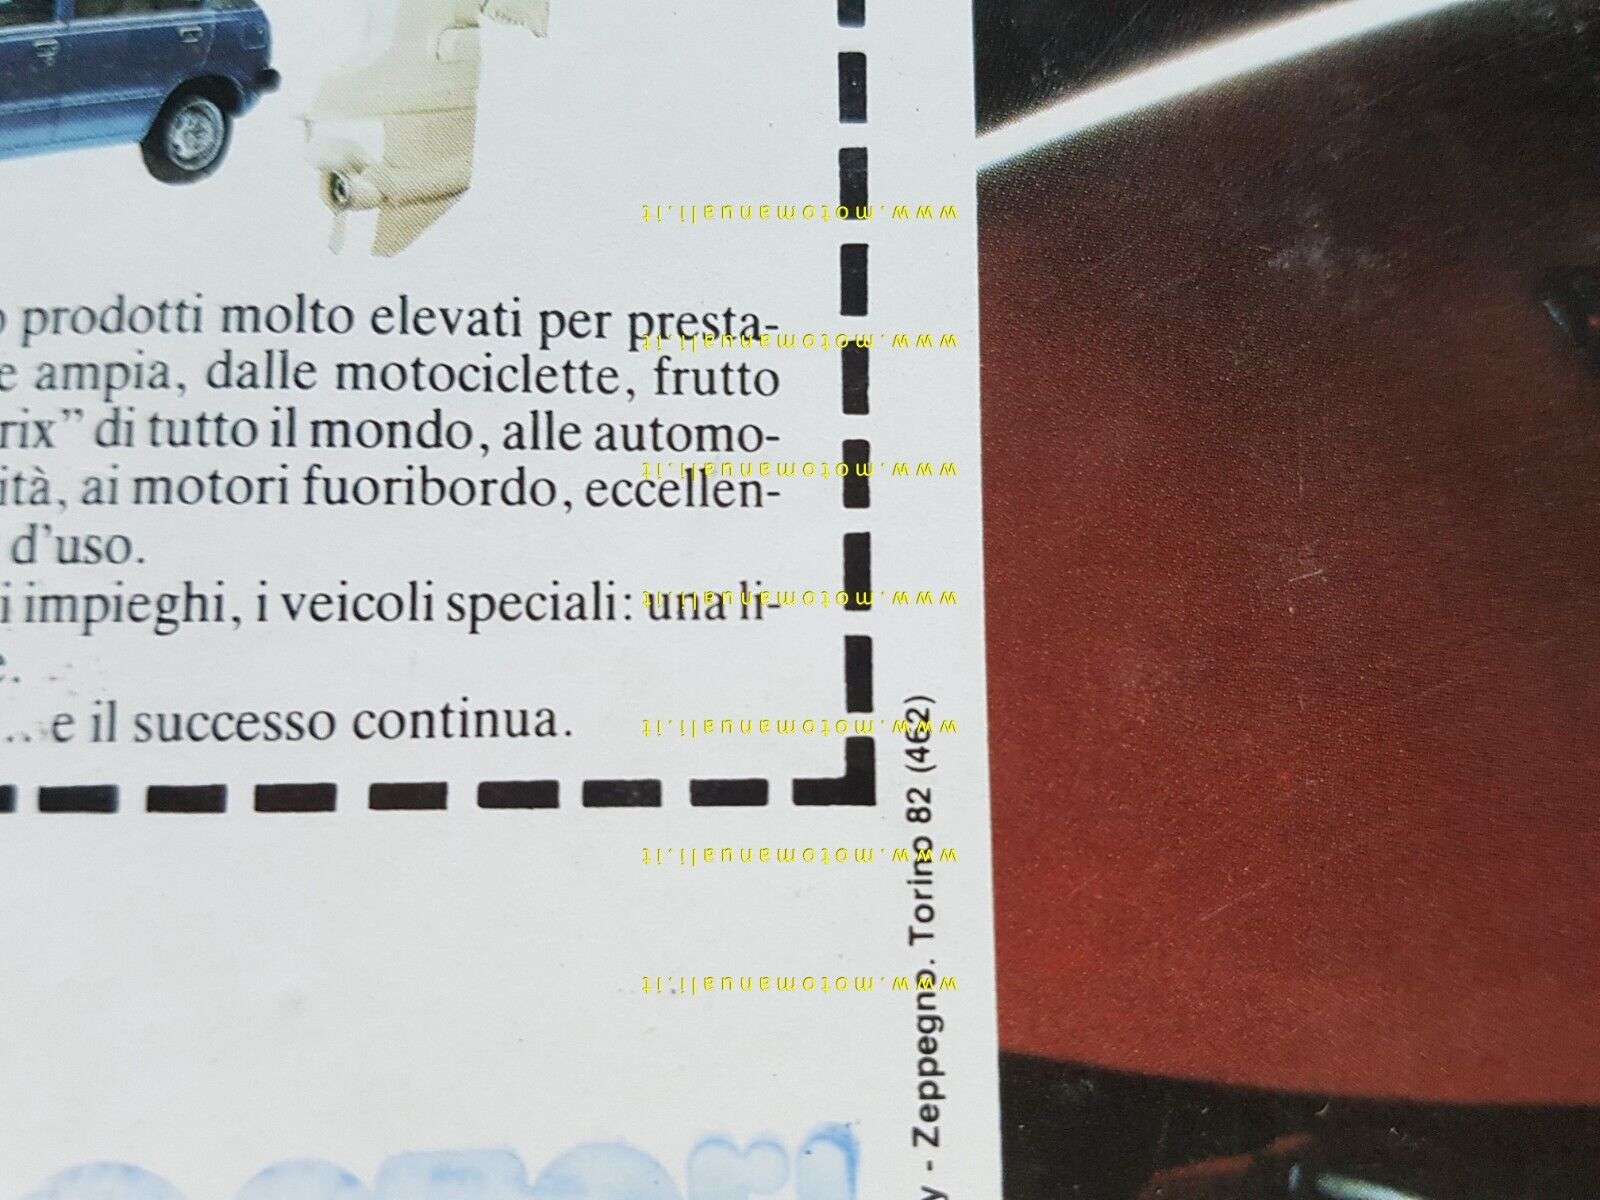 prodotti molto elevati per presta-
e ampia, dalle motociclette, frutto
rix” di tutto il mondo, alle automo-
ità, ai motori fuoribordo, eccellen-
d'uso.
i impieghi, i veicoli speciali: una li-
e.
... e il successo continua.
y - Zeppegno. Torino 82 (462)
www.motomanuali.it
www.motomanuali.it
www.motomanuali.it
www.motomanuali.it
www.motomanuali.it
www.motomanuali.it
www.motomanuali.it